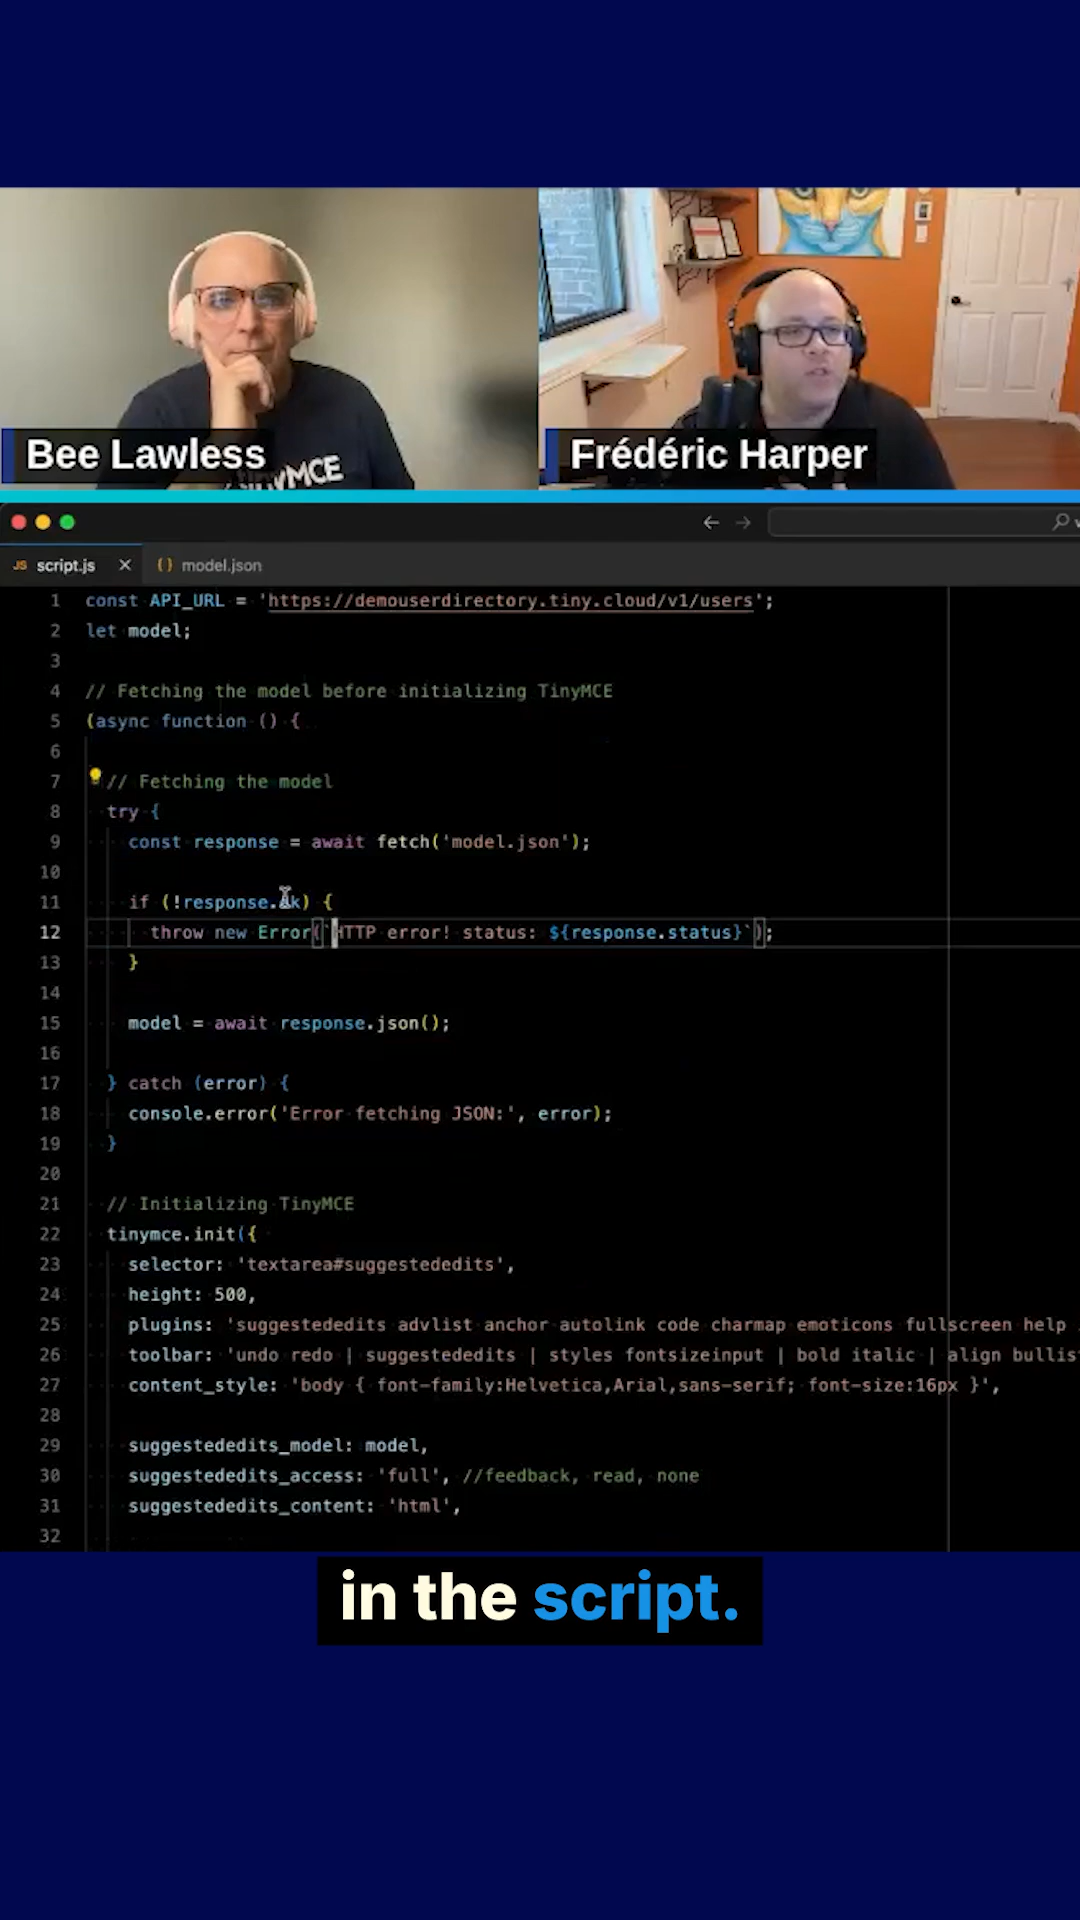 Bee Lawless
Frédéric Harper
JS script.js
{} model.json
1 const API_URL = 'https://demouserdirectory.tiny.cloud/v1/users';
2 let model;
3
4 // Fetching the model before initializing TinyMCE
5 (async function () {
6
7 // Fetching the model
8 try {
9 const response = await fetch('model.json');
10
11 if (!response.ok) {
12 throw new Error(`HTTP error! status: ${response.status}`);
13 }
14
15 model = await response.json();
16
17 } catch (error) {
18 console.error('Error fetching JSON:', error);
19 }
20
21 // Initializing TinyMCE
22 tinymce.init({
23 selector: 'textarea#suggestededits',
24 height: 500,
25 plugins: 'suggestededits advlist anchor autolink code charmap emoticons fullscreen help
26 toolbar: 'undo redo | suggestededits | styles fontsizeinput | bold italic | align bullis
27 content_style: 'body { font-family:Helvetica,Arial,sans-serif; font-size:16px }',
28
29 suggestededits_model: model,
30 suggestededits_access: 'full', //feedback, read, none
31 suggestededits_content: 'html',
32
in the script.